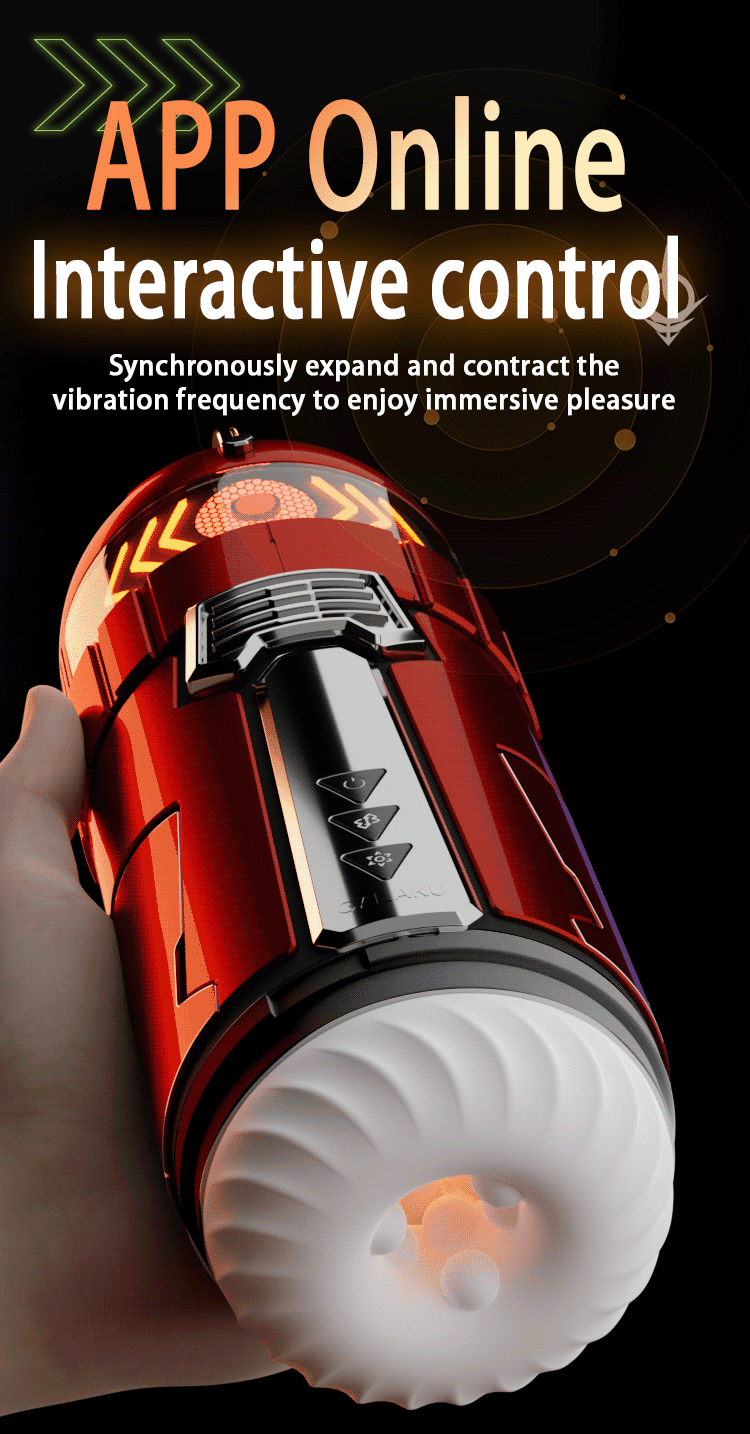 APP Online
Interactive control
Synchronously expand and contract the
vibration frequency to enjoy immersive pleasure